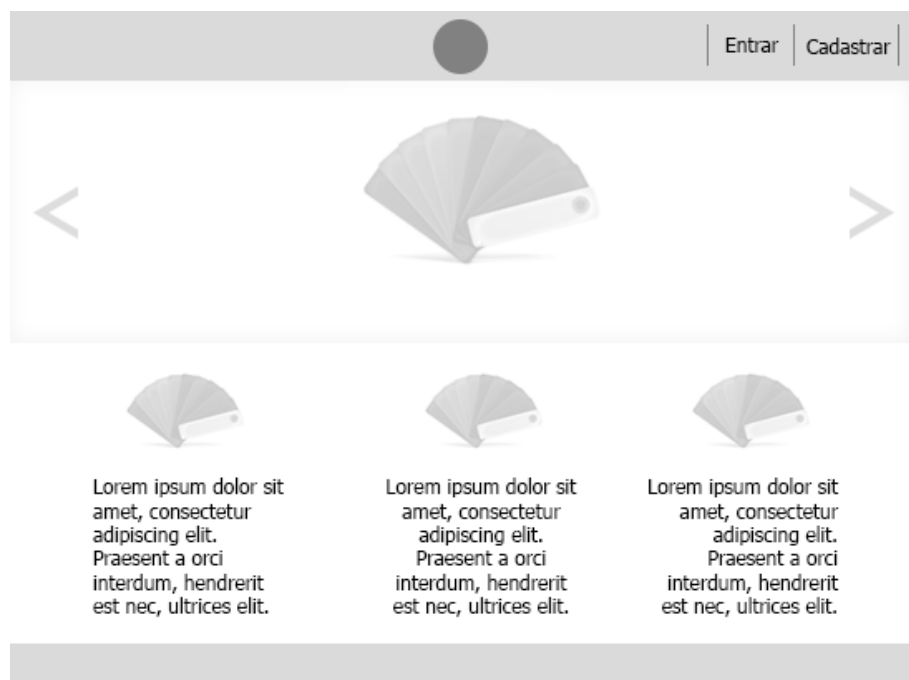 Entrar
Cadastrar
Lorem ipsum dolor sit
amet, consectetur
adipiscing elit.
Praesent a orci
interdum, hendrerit
est nec, ultrices elit.
Lorem ipsum dolor sit
amet, consectetur
adipiscing elit.
Praesent a orci
interdum, hendrerit
est nec, ultrices elit.
Lorem ipsum dolor sit
amet, consectetur
adipiscing elit.
Praesent a orci
interdum, hendrerit
est nec, ultrices elit.